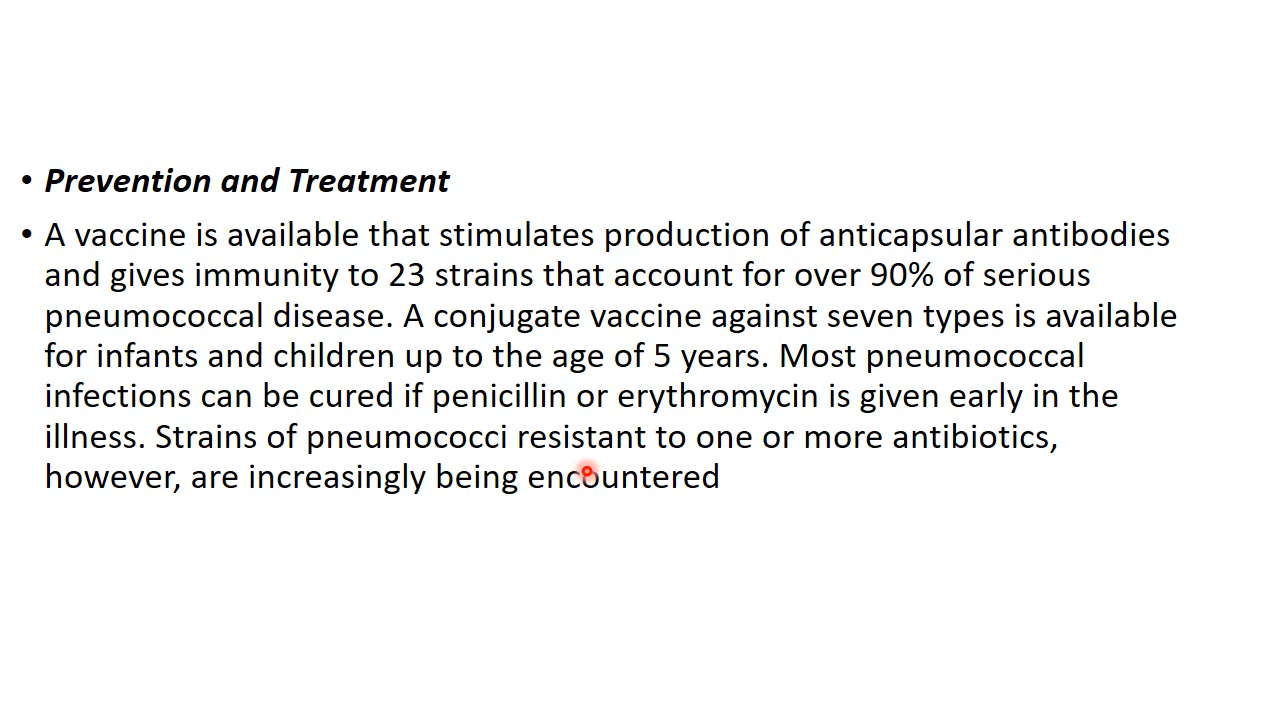 • Prevention and Treatment
• A vaccine is available that stimulates production of anticapsular antibodies
and gives immunity to 23 strains that account for over 90% of serious
pneumococcal disease. A conjugate vaccine against seven types is available
for infants and children up to the age of 5 years. Most pneumococcal
infections can be cured if penicillin or erythromycin is given early in the
illness. Strains of pneumococci resistant to one or more antibiotics,
however, are increasingly being encountered